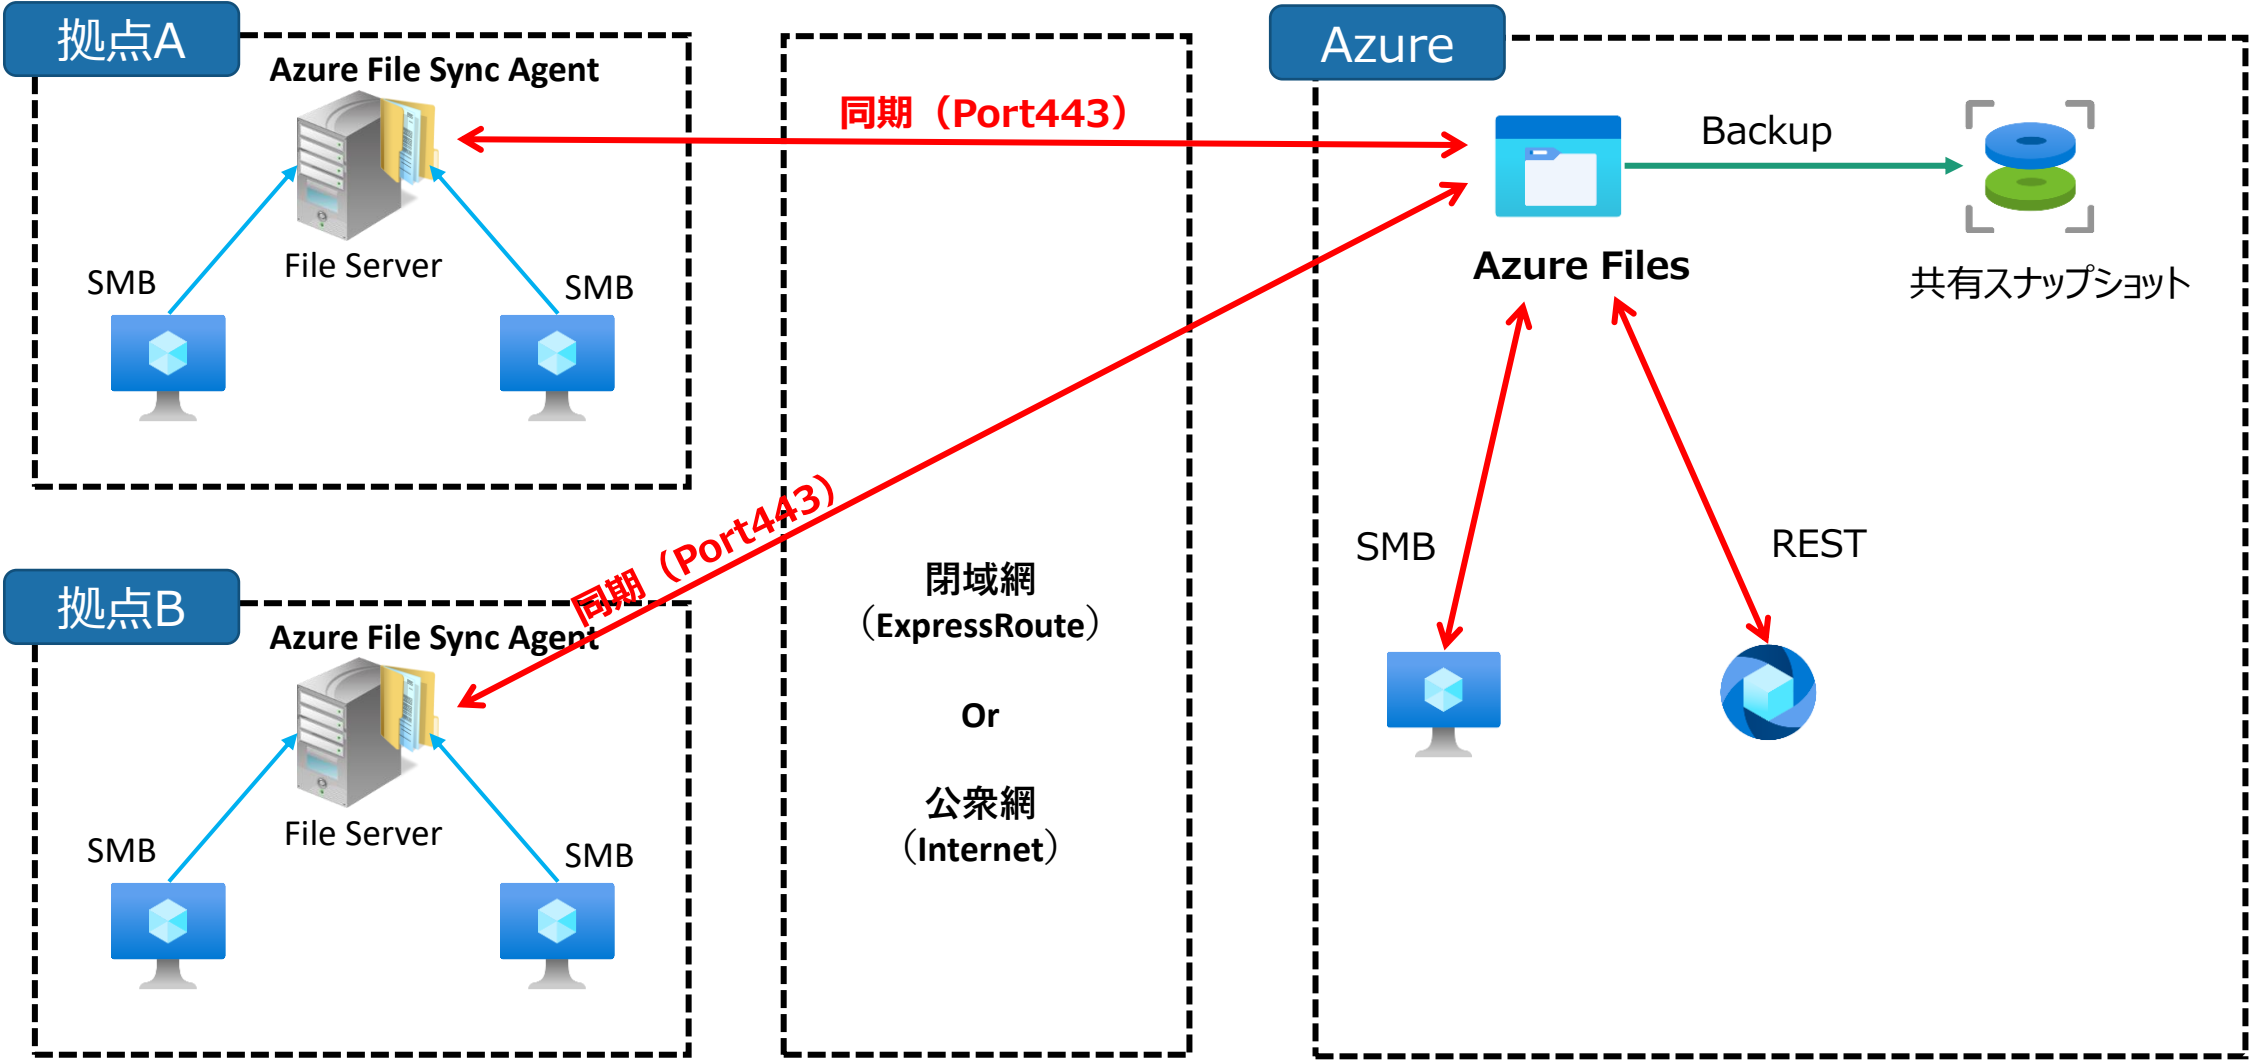 拠点A
Azure File Sync Agent
File Server
SMB
SMB
同期（Port443）
拠点B
Azure File Sync Agent
File Server
SMB
SMB
同期（Port443）
閉域網
（ExpressRoute）
Or
公衆網
（Internet）
Azure
Azure Files
Backup
共有スナップショット
SMB
REST